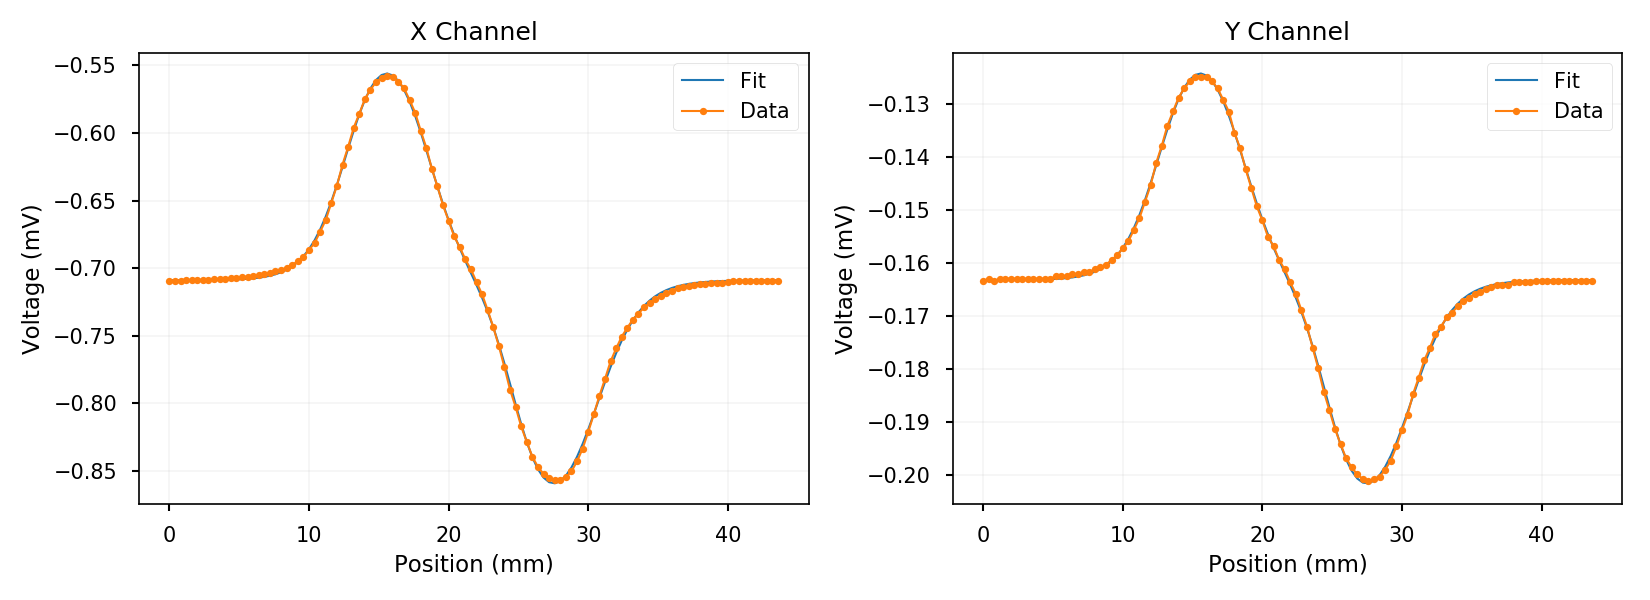 X Channel
Voltage (mV)
−0.55
−0.60
−0.65
−0.70
−0.75
−0.80
−0.85
Fit
Data
0 10 20 30 40
Position (mm)
Y Channel
Voltage (mV)
−0.13
−0.14
−0.15
−0.16
−0.17
−0.18
−0.19
−0.20
Fit
Data
0 10 20 30 40
Position (mm)